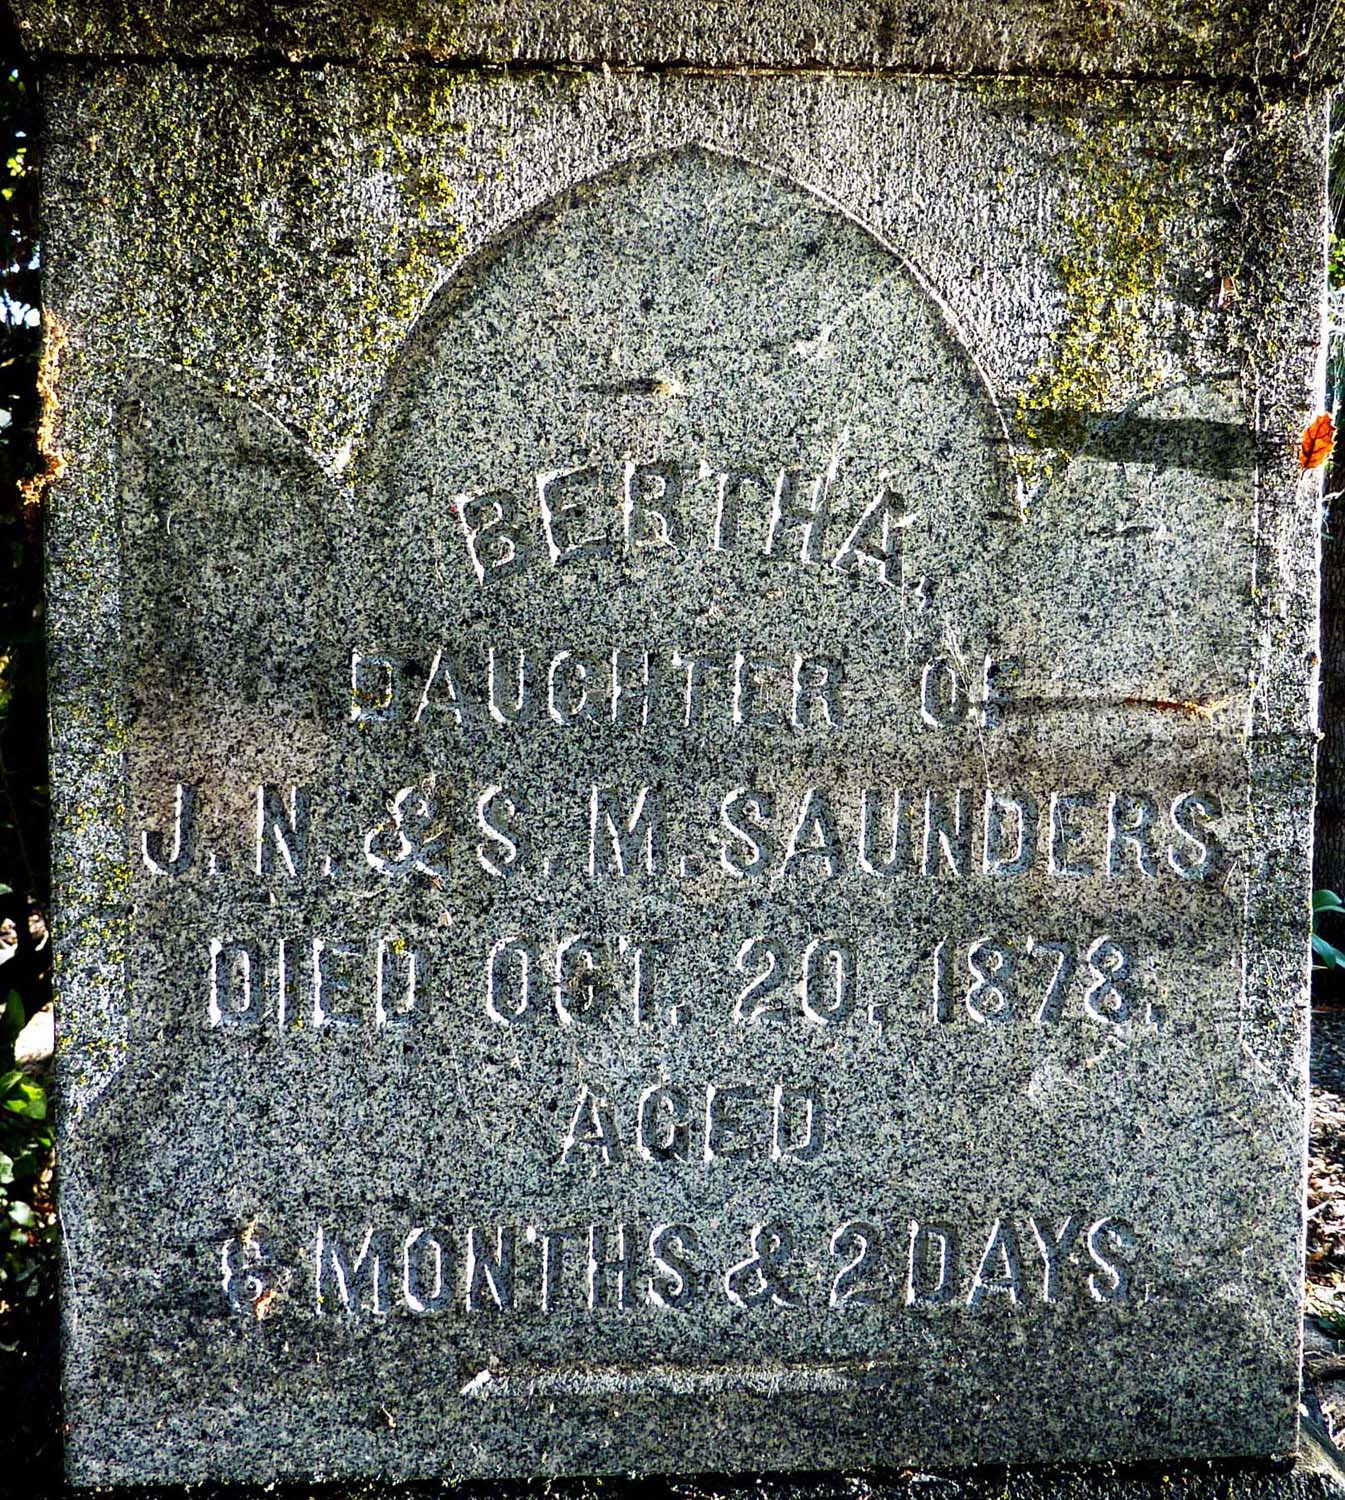 BERTHA,
DAUGHTER OF
J. N. & S. M. SAUNDERS
DIED OCT. 20. 1878.
AGED
6 MONTHS & 2 DAYS.